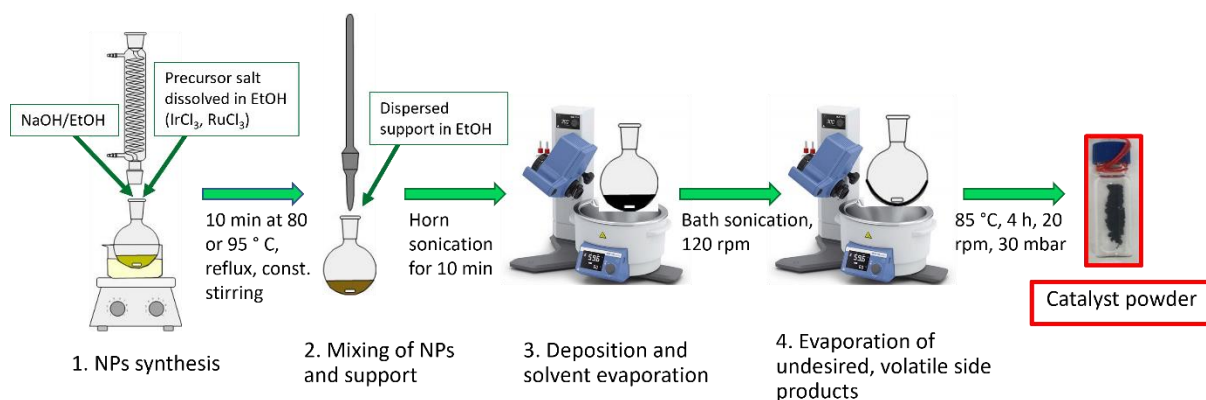 NaOH/EtOH
Precursor salt
dissolved in EtOH
(IrCl₃, RuCl₃)
10 min at 80
or 95 ° C,
reflux, const.
stirring
1. NPs synthesis
Dispersed
support in EtOH
Horn
sonication
for 10 min
2. Mixing of NPs
and support
Bath sonication,
120 rpm
3. Deposition and
solvent evaporation
85 °C, 4 h, 20
rpm, 30 mbar
4. Evaporation of
undesired, volatile side
products
Catalyst powder